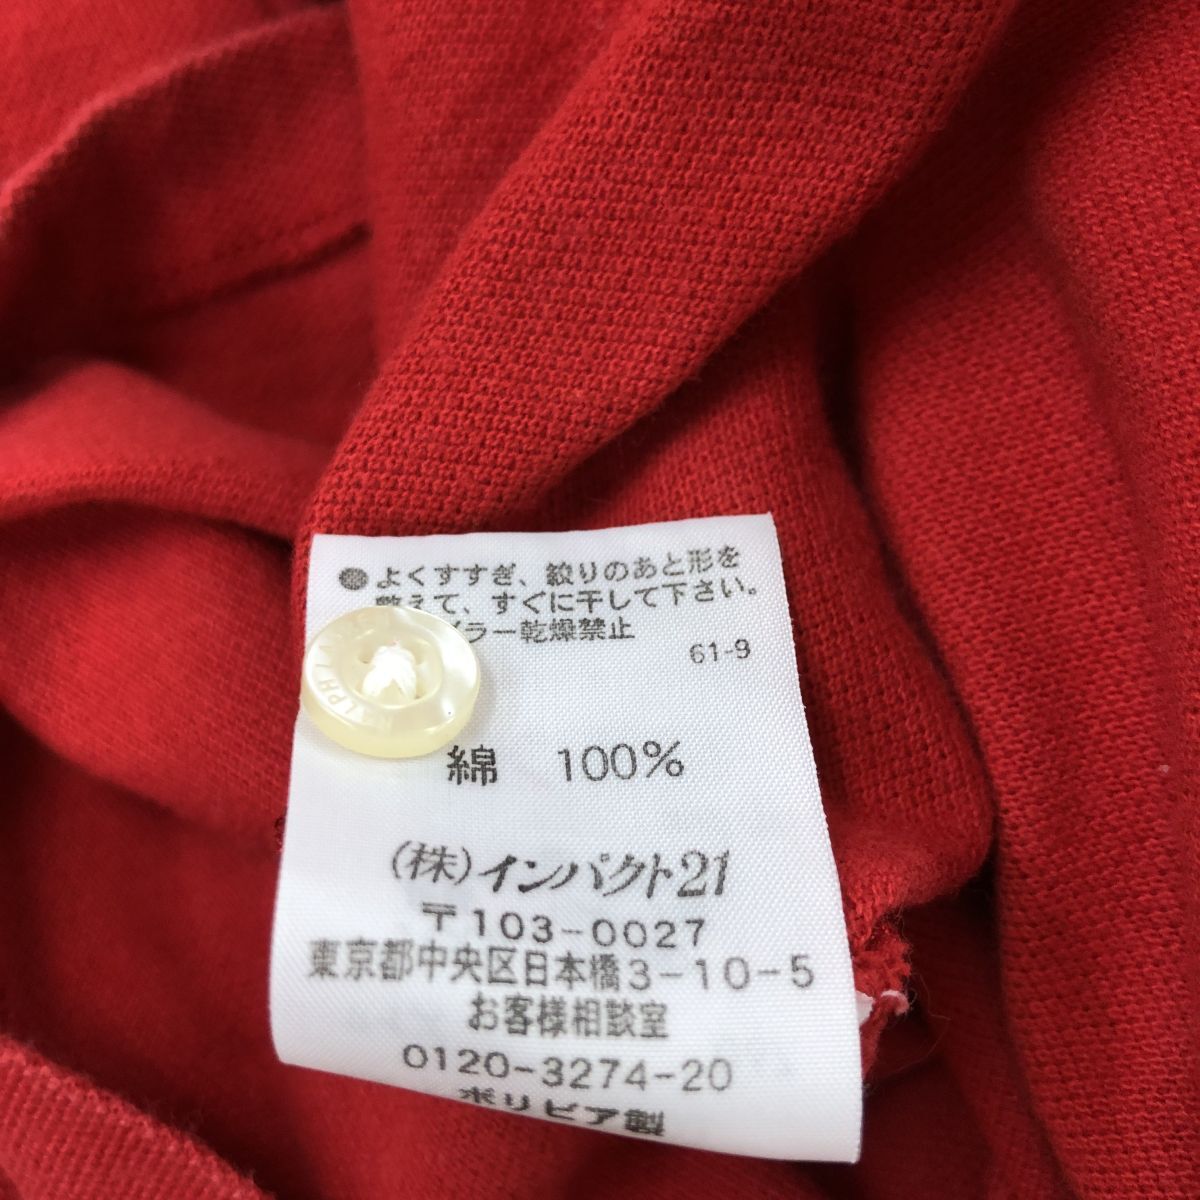 ●よくすすぎ、絞りのあと形を
整えて、すぐに干して下さい。
ブラー乾燥禁止
61-9
綿 100%
(株)インパクト21
〒103-0027
東京都中央区日本橋3-10-5
お客様相談室
0120-3274-20
ボリビア製
RALPH LAUREN